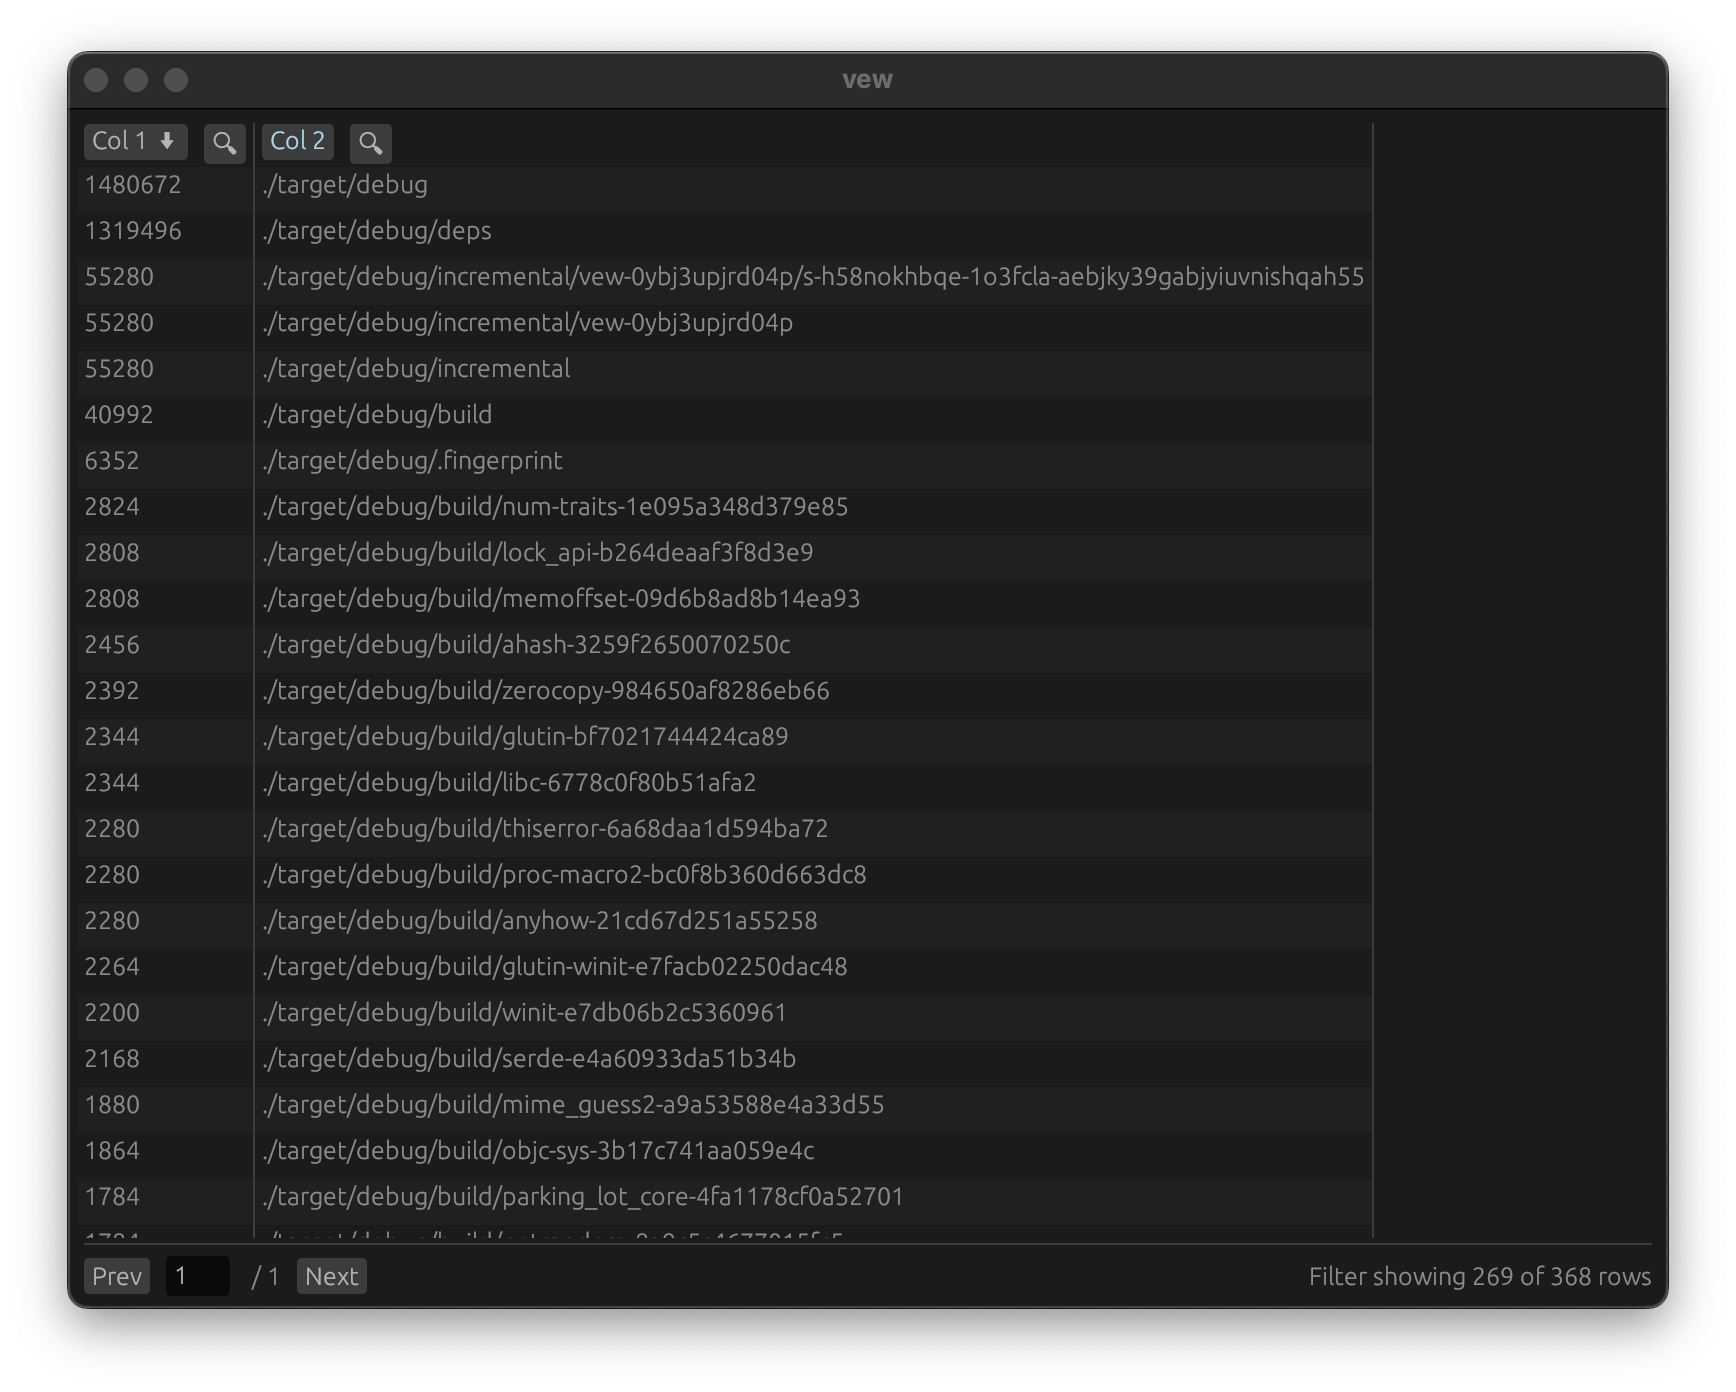 vew
Col 1 ⬇ 🔍 Col 2 🔍
1480672 ./target/debug
1319496 ./target/debug/deps
55280 ./target/debug/incremental/vew-0ybj3upjrd04p/s-h58nokhbqe-1o3fcla-aebjky39gabjyiuvnishqah55
55280 ./target/debug/incremental/vew-0ybj3upjrd04p
55280 ./target/debug/incremental
40992 ./target/debug/build
6352 ./target/debug/.fingerprint
2824 ./target/debug/build/num-traits-1e095a348d379e85
2808 ./target/debug/build/lock_api-b264deaaf3f8d3e9
2808 ./target/debug/build/memoffset-09d6b8ad8b14ea93
2456 ./target/debug/build/ahash-3259f2650070250c
2392 ./target/debug/build/zerocopy-984650af8286eb66
2344 ./target/debug/build/glutin-bf7021744424ca89
2344 ./target/debug/build/libc-6778c0f80b51afa2
2280 ./target/debug/build/thiserror-6a68daa1d594ba72
2280 ./target/debug/build/proc-macro2-bc0f8b360d663dc8
2280 ./target/debug/build/anyhow-21cd67d251a55258
2264 ./target/debug/build/glutin-winit-e7facb02250dac48
2200 ./target/debug/build/winit-e7db06b2c5360961
2168 ./target/debug/build/serde-e4a60933da51b34b
1880 ./target/debug/build/mime_guess2-a9a53588e4a33d55
1864 ./target/debug/build/objc-sys-3b17c741aa059e4c
1784 ./target/debug/build/parking_lot_core-4fa1178cf0a52701
Prev 1 / 1 Next Filter showing 269 of 368 rows